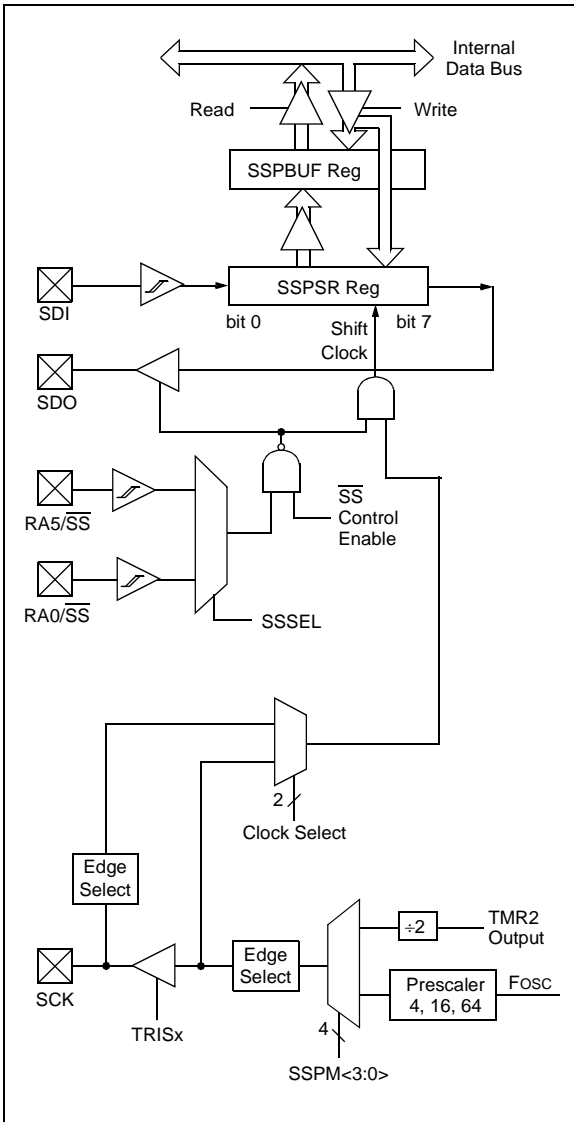 Internal
Data Bus
Read
Write
SSPBUF Reg
SSPSR Reg
SDI
bit 0
bit 7
Shift
Clock
SDO
RA5/SS
SS
Control
Enable
RA0/SS
SSSEL
2
Clock Select
Edge
Select
÷2
TMR2
Output
Edge
Select
Prescaler
4, 16, 64
FOSC
SCK
TRISx
4
SSPM<3:0>